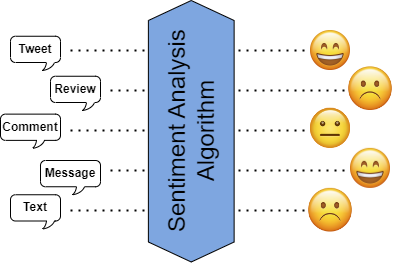 Tweet
Review
Comment
Message
Text
Sentiment Analysis
Algorithm